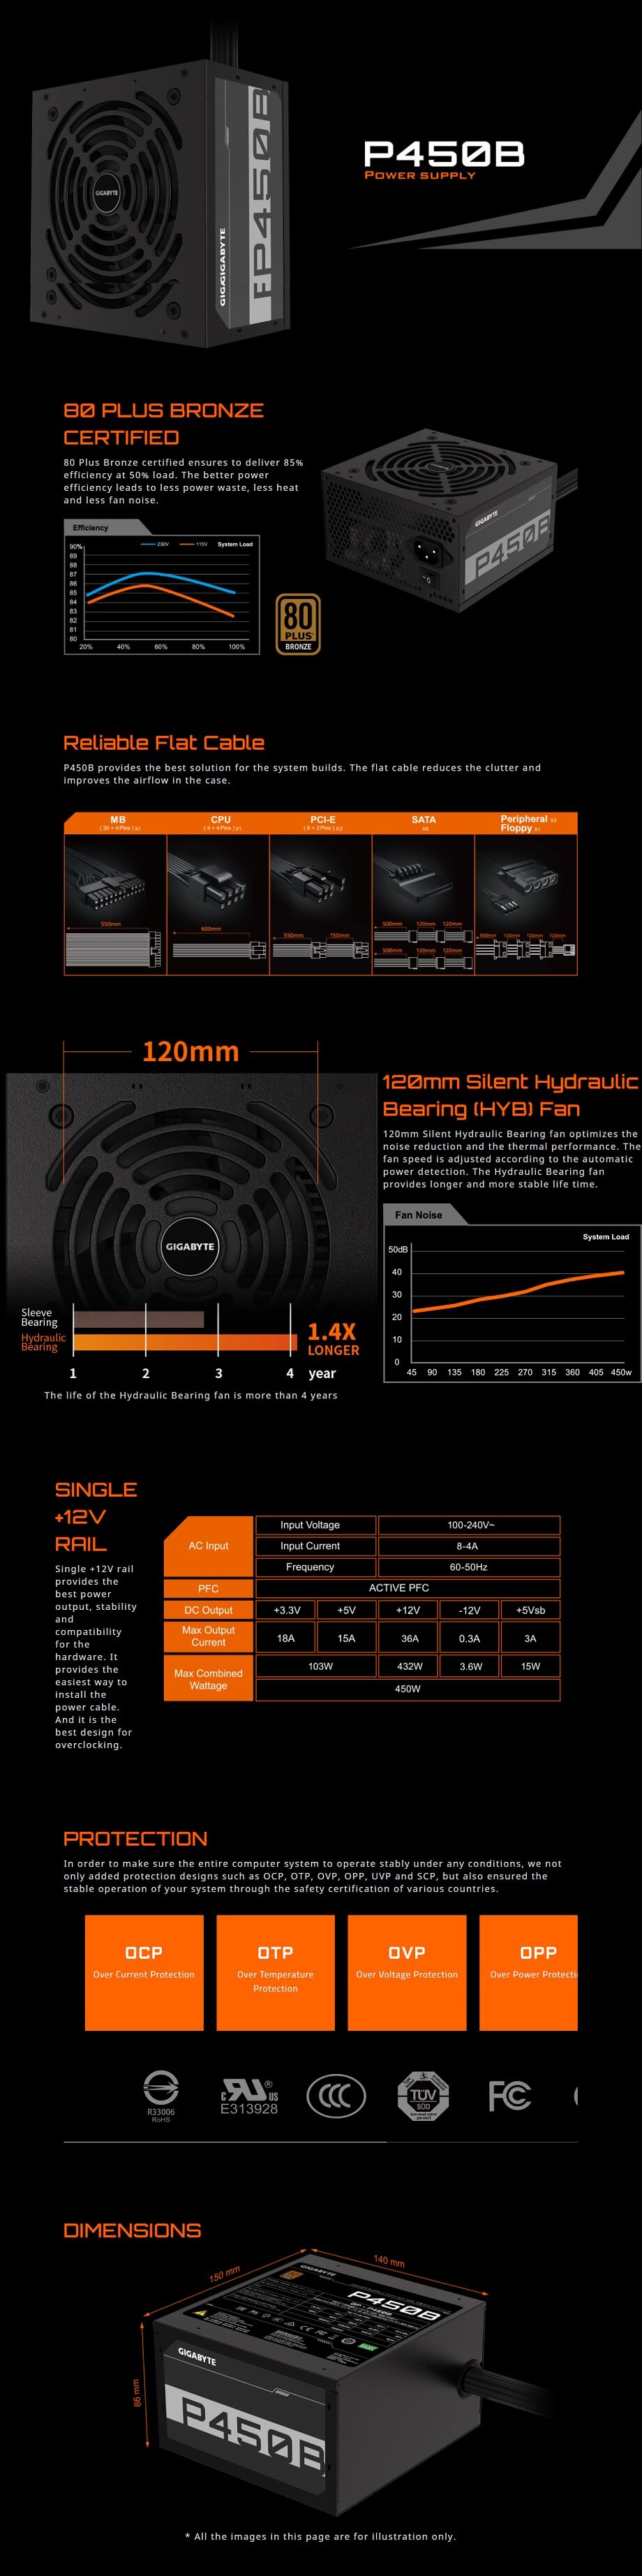 GIGABYTE
GIGA/GIGABYTE
P450B
P450B
POWER SUPPLY
80 PLUS BRONZE
CERTIFIED
80 Plus Bronze certified ensures to deliver 85%
efficiency at 50% load. The better power
efficiency leads to less power waste, less heat
and less fan noise.
GIGABYTE
P450B
Efficiency
230V 115V System Load
90%
89
88
87
86
85
84
83
82
81
80
20% 40% 60% 80% 100%
80
PLUS
BRONZE
Reliable Flat Cable
P450B provides the best solution for the system builds. The flat cable reduces the clutter and
improves the airflow in the case.
MB
( 20 + 4 Pins ) x1
CPU
( 4 + 4 Pins ) x1
PCI-E
( 6 + 2 Pins ) x2
SATA
x6
Peripheral x3
Floppy x1
550mm
600mm
550mm 150mm
500mm 120mm 120mm
500mm 120mm 120mm
500mm 120mm 120mm 120mm
120mm
GIGABYTE
Sleeve
Bearing
Hydraulic
Bearing
1.4X
LONGER
1 2 3 4 year
The life of the Hydraulic Bearing fan is more than 4 years
120mm Silent Hydraulic
Bearing (HYB) Fan
120mm Silent Hydraulic Bearing fan optimizes the
noise reduction and the thermal performance. The
fan speed is adjusted according to the automatic
power detection. The Hydraulic Bearing fan
provides longer and more stable life time.
Fan Noise
System Load
50dB
40
30
20
10
0
45 90 135 180 225 270 315 360 405 450w
SINGLE
+12V
RAIL
Single +12V rail
provides the
best power
output, stability
and
compatibility
for the
hardware. It
provides the
easiest way to
install the
power cable.
And it is the
best design for
overclocking.
AC Input
Input Voltage 100-240V~
Input Current 8-4A
Frequency 60-50Hz
PFC ACTIVE PFC
DC Output +3.3V +5V +12V -12V +5Vsb
Max Output
Current
18A 15A 36A 0.3A 3A
Max Combined
Wattage
103W 432W 3.6W 15W
450W
PROTECTION
In order to make sure the entire computer system to operate stably under any conditions, we not
only added protection designs such as OCP, OTP, OVP, OPP, UVP and SCP, but also ensured the
stable operation of your system through the safety certification of various countries.
OCP
Over Current Protection
OTP
Over Temperature
Protection
OVP
Over Voltage Protection
OPP
Over Power Protecti
R33006
RoHS
c RU US ®
E313928
CCC
TÜV
SÜD
FC
DIMENSIONS
150 mm
140 mm
86 mm
GIGABYTE
P450B
GIGABYTE
P450B
* All the images in this page are for illustration only.